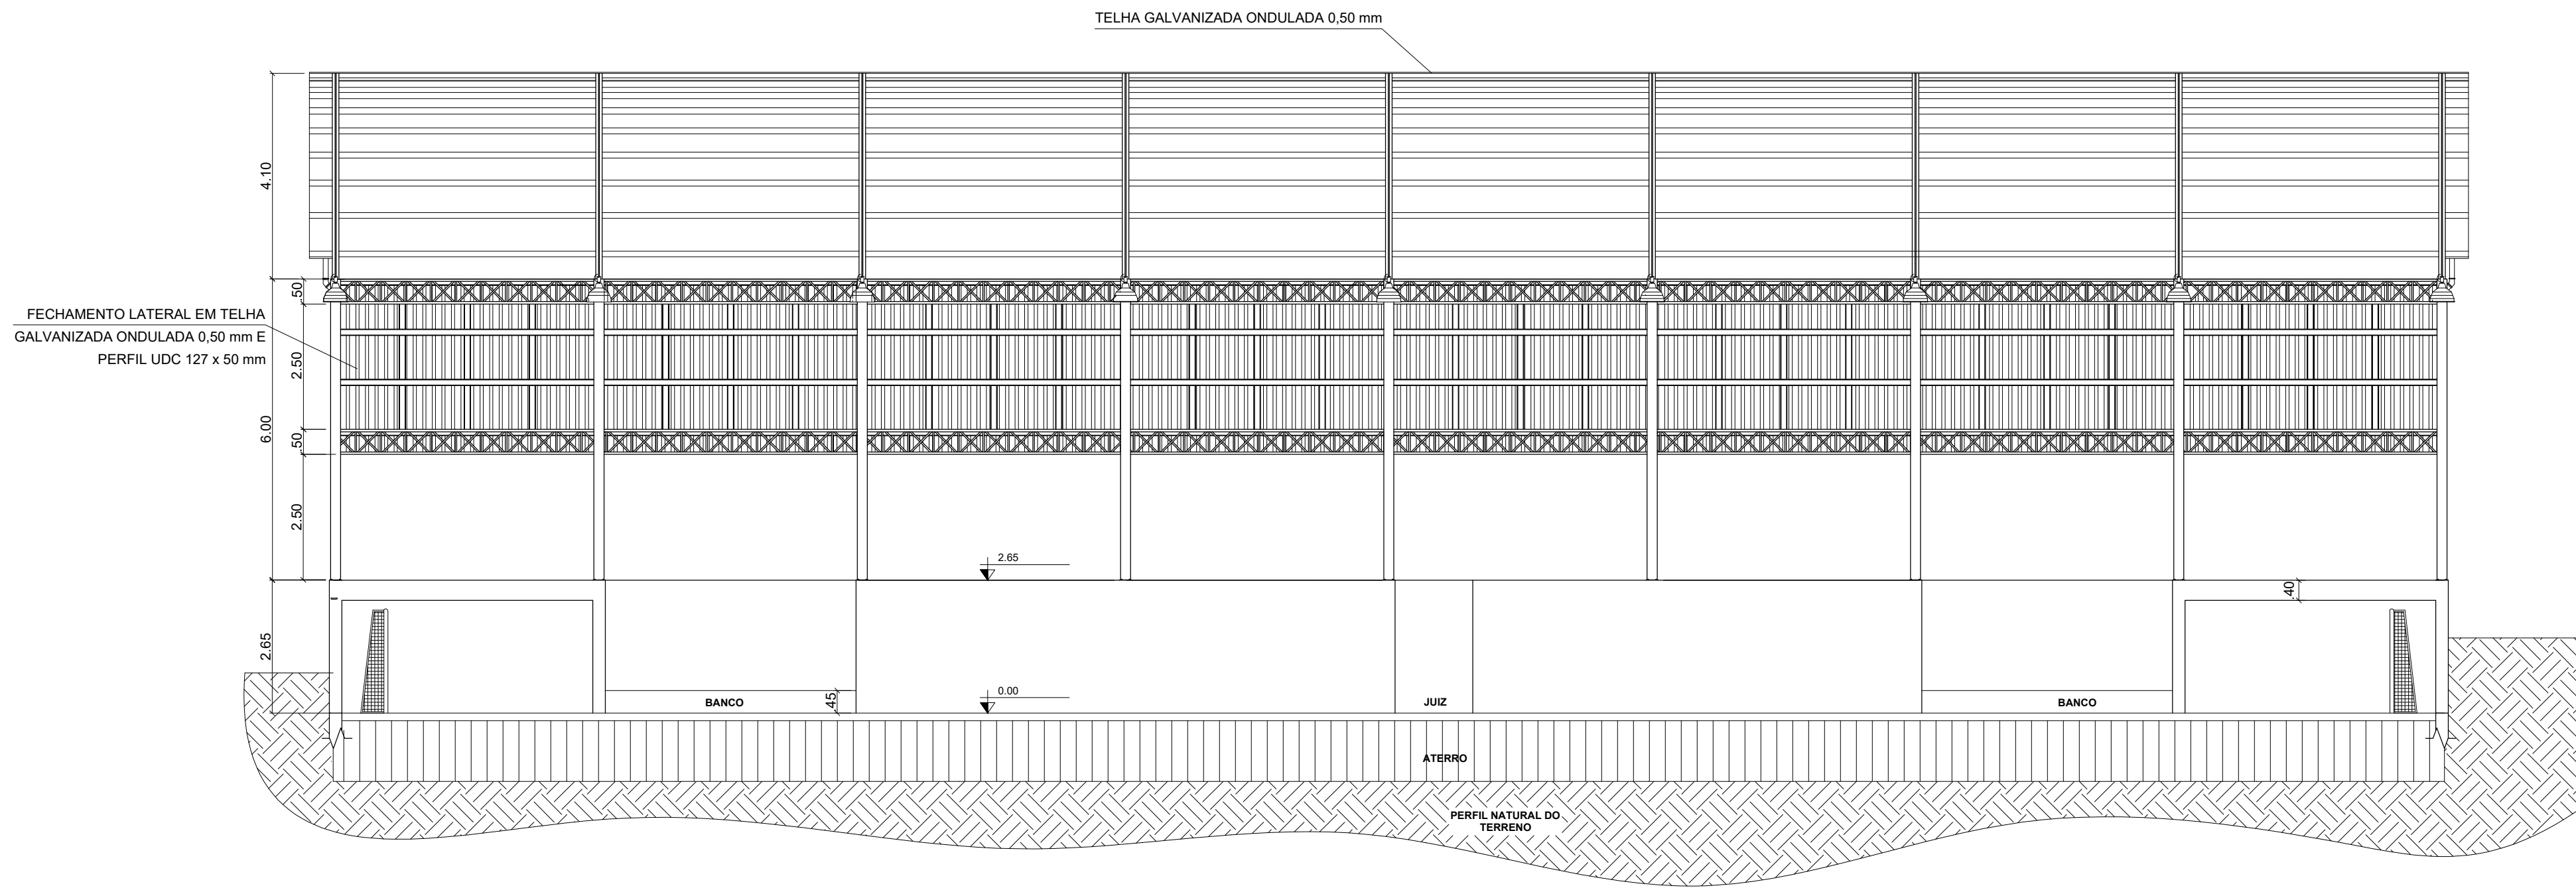 TELHA GALVANIZADA ONDULADA 0,50 mm
4.10
.50
FECHAMENTO LATERAL EM TELHA
GALVANIZADA ONDULADA 0,50 mm E
PERFIL UDC 127 x 50 mm
2.50
6.00
.50
2.50
2.65
.40
2.65
0.00
.45
BANCO
JUIZ
BANCO
ATERRO
PERFIL NATURAL DO
TERRENO